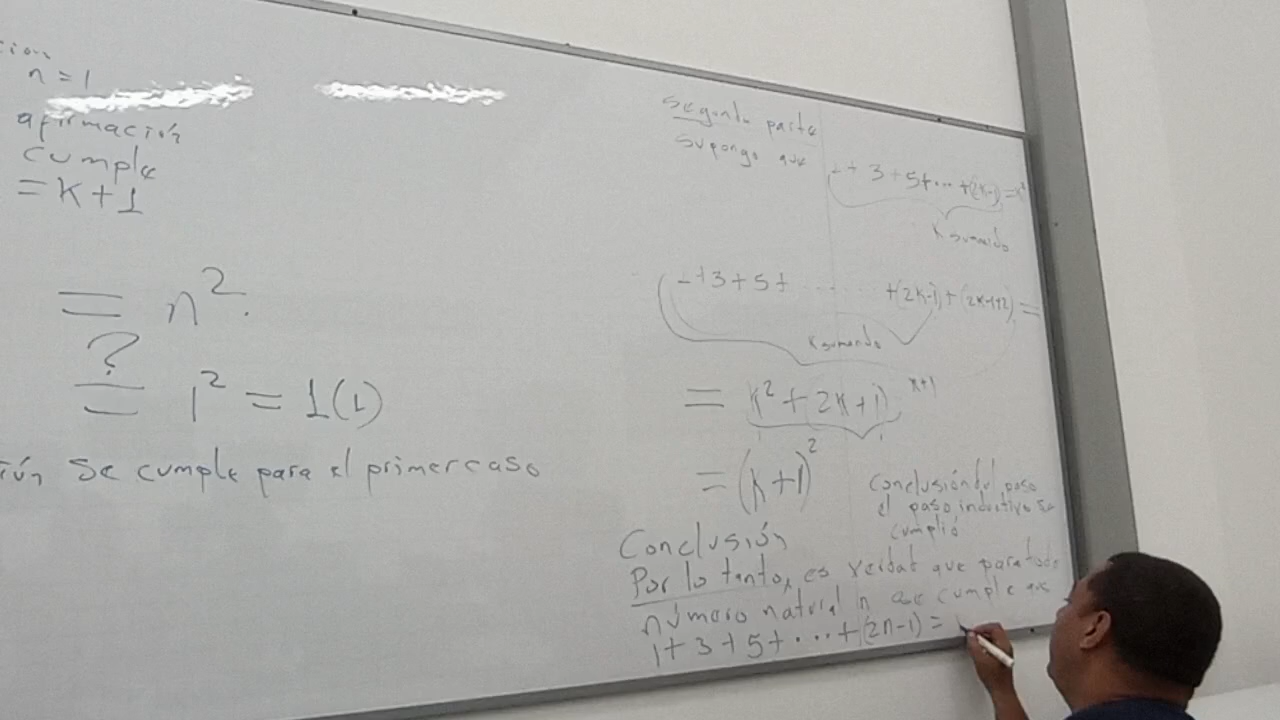 n = 1
afirmación
cumple
= k + 1
= n².
? = 1² = 1(1)
se cumple para el primer caso
Segunda parte
Supongo que
+ 3 + 5 + ... + (2k-1) = k²
k sumando
+ 3 + 5 + ...... + (2k-1) + (2k-1+2) =
k sumando
k+1
= k² + 2k + 1
= (k+1)²
Conclusión del paso
el paso inductivo se
cumplió
Conclusión
Por lo tanto, es verdad que para todo
número natural n se cumple que
1 + 3 + 5 + ... + (2n-1) =